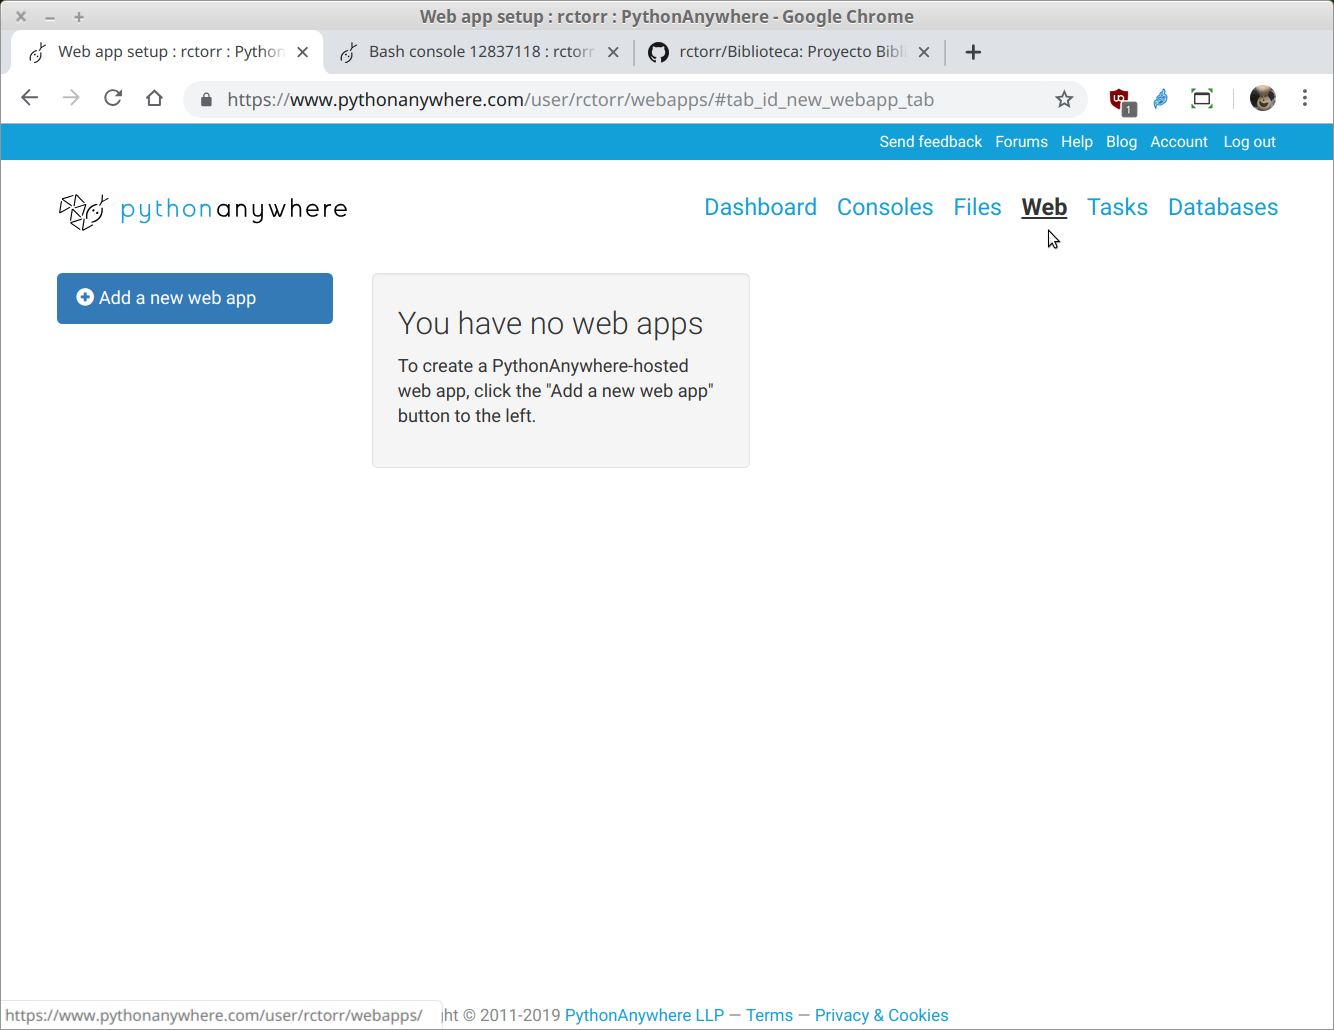 Web app setup : rctorr : PythonAnywhere - Google Chrome
Web app setup : rctorr : Python
Bash console 12837118 : rctorr
rctorr/Biblioteca: Proyecto Bibli
https://www.pythonanywhere.com/user/rctorr/webapps/#tab_id_new_webapp_tab
1
Send feedback Forums Help Blog Account Log out
pythonanywhere
Dashboard Consoles Files Web Tasks Databases
Add a new web app
You have no web apps
To create a PythonAnywhere-hosted
web app, click the "Add a new web app"
button to the left.
https://www.pythonanywhere.com/user/rctorr/webapps/
ght © 2011-2019 PythonAnywhere LLP — Terms — Privacy & Cookies